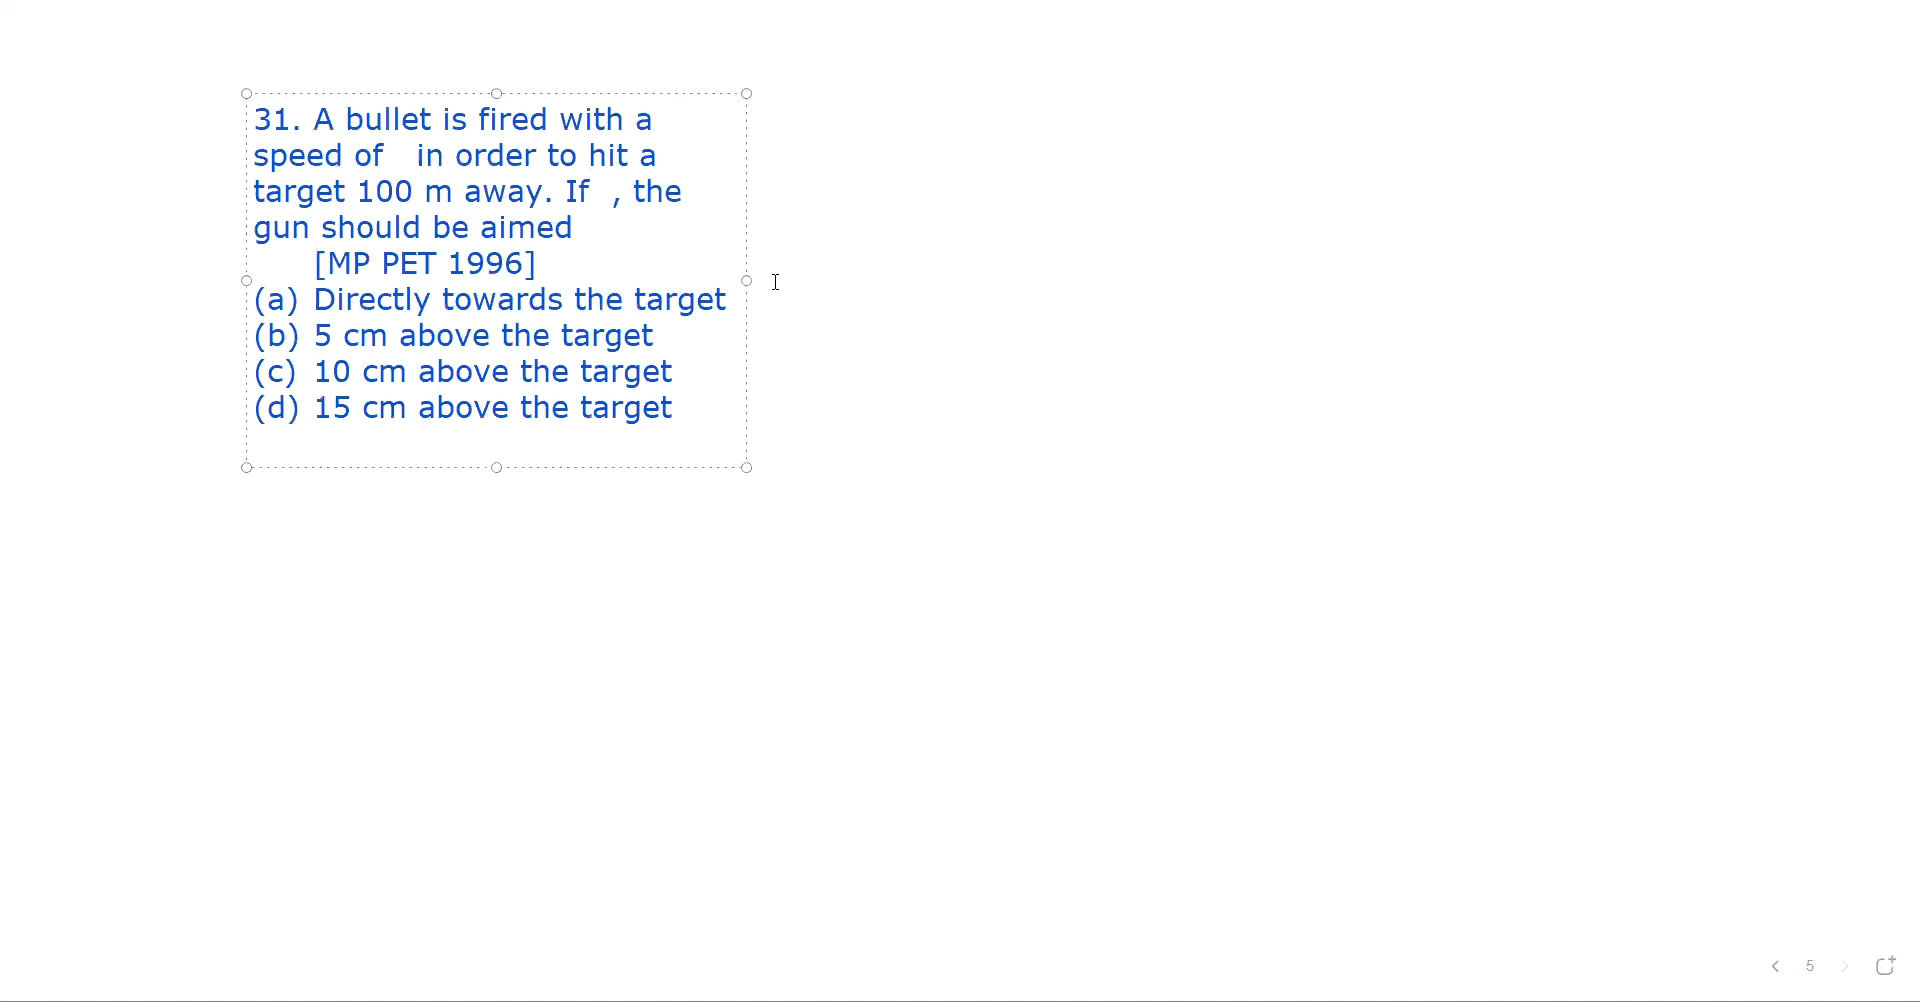 31. A bullet is fired with a
speed of in order to hit a
target 100 m away. If , the
gun should be aimed
[MP PET 1996]
(a) Directly towards the target
(b) 5 cm above the target
(c) 10 cm above the target
(d) 15 cm above the target
5